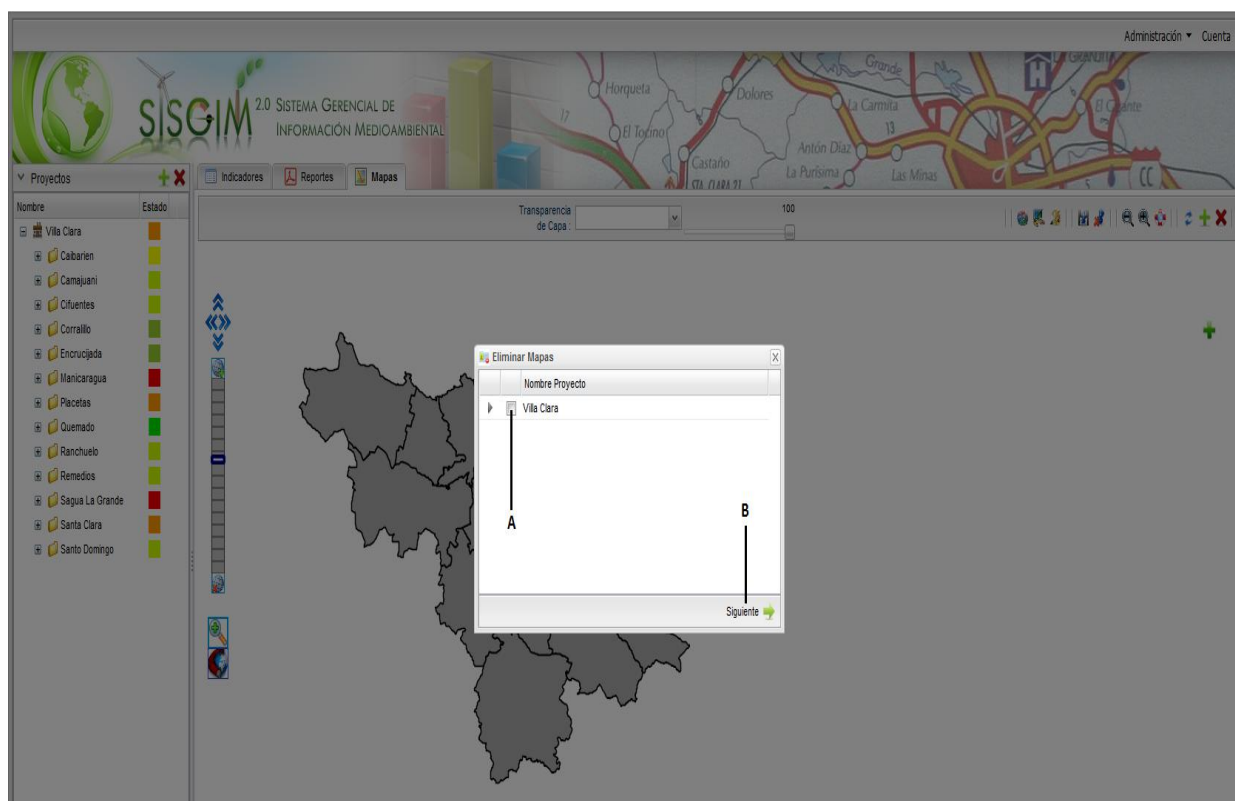 Administración Cuenta
SISGIM 2.0 SISTEMA GERENCIAL DE
INFORMACIÓN MEDIOAMBIENTAL
Horqueta
Dolores
Grande
La Carmita
17
El Tocino
13
Antón Díaz
Castaño
La Purísima
Las Minas
CC
H
Proyectos
Indicadores Reportes Mapas
Nombre Estado
Transparencia
de Capa :
100
Villa Clara
Caibarien
Camajuani
Cifuentes
Corralillo
Encrucijada
Manicaragua
Placetas
Quemado
Ranchuelo
Remedios
Sagua La Grande
Santa Clara
Santo Domingo
Eliminar Mapas
Nombre Proyecto
Villa Clara
A
B
Siguiente